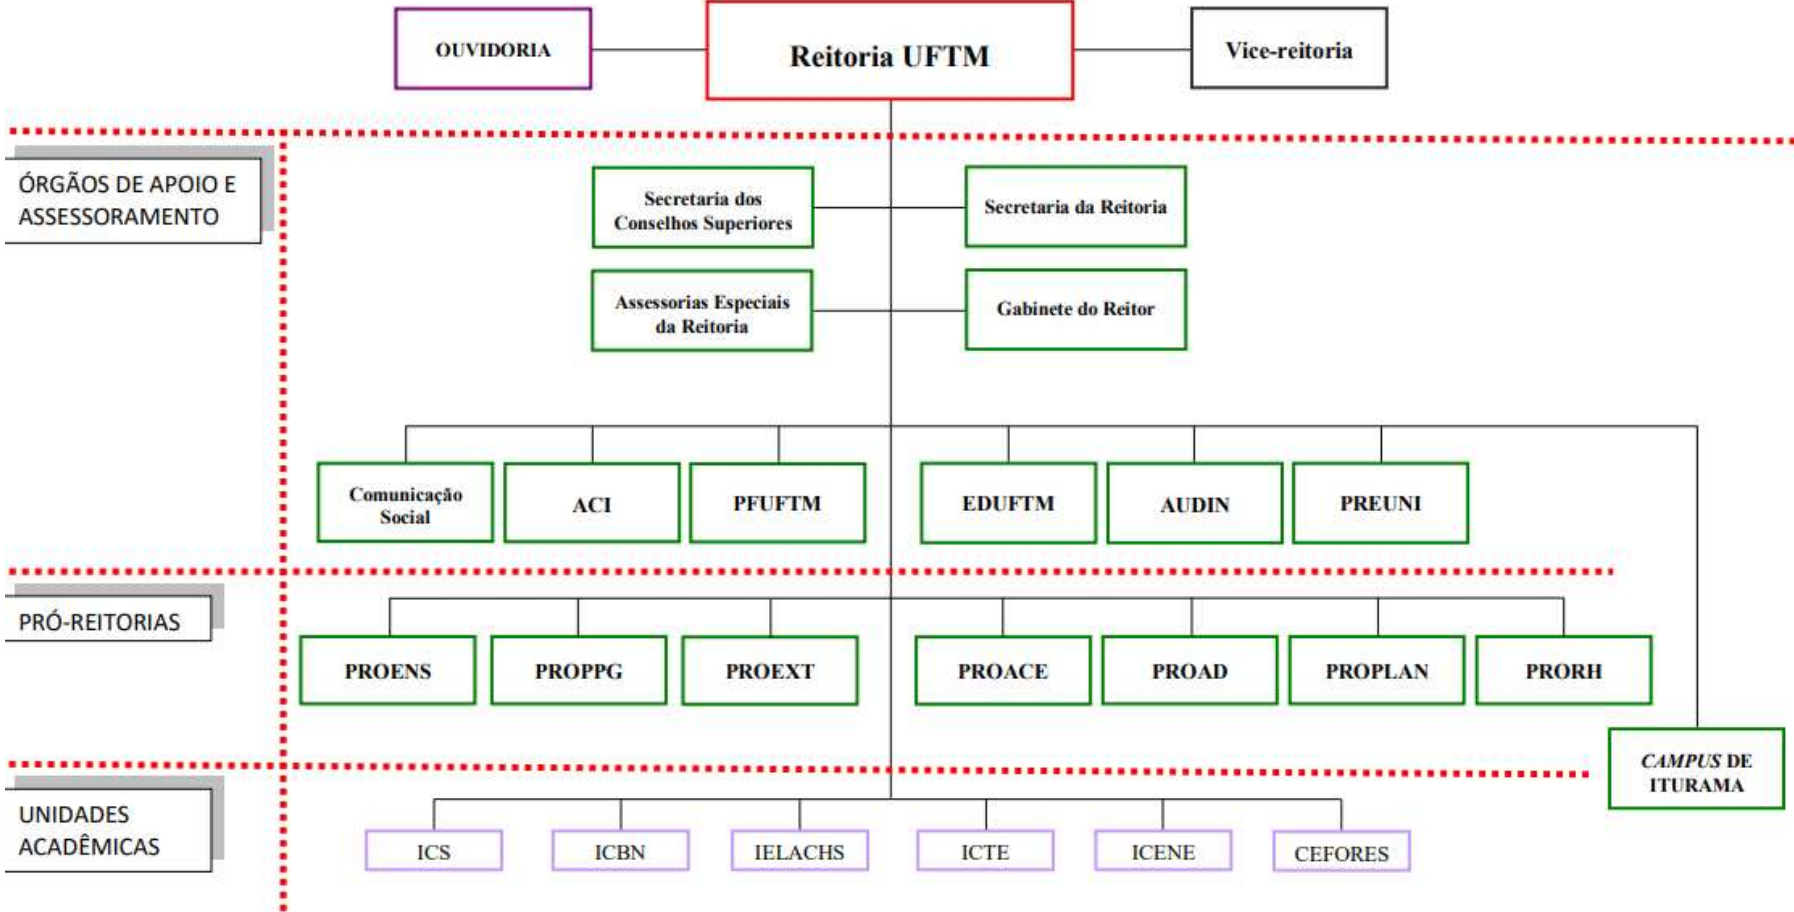 OUVIDORIA
Reitoria UFTM
Vice-reitoria
ÓRGÃOS DE APOIO E
ASSESSORAMENTO
Secretaria dos
Conselhos Superiores
Secretaria da Reitoria
Assessorias Especiais
da Reitoria
Gabinete do Reitor
Comunicação
Social
ACI
PFUFTM
EDUFTM
AUDIN
PREUNI
PRÓ-REITORIAS
PROENS
PROPPG
PROEXT
PROACE
PROAD
PROPLAN
PRORH
CAMPUS DE
ITURAMA
UNIDADES
ACADÊMICAS
ICS
ICBN
IELACHS
ICTE
ICENE
CEFORES